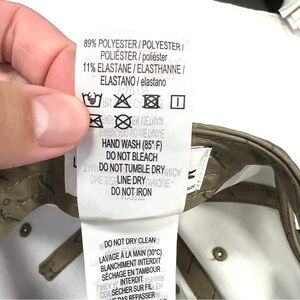 89% POLYESTER / POLYESTER /
POLIÉSTER / poliéster
11% ELASTANE / ELASTHANNE /
ELASTANO / elastano
HAND WASH (85° F)
DO NOT BLEACH
DO NOT TUMBLE DRY
LINE DRY
DO NOT IRON
DO NOT DRY CLEAN
LAVAGE À LA MAIN (30°C)
BLANCHIMENT INTERDIT
SÉCHAGE EN TAMBOUR
INTERDIT
SÉCHER SUR FIL
PAS REPASSER